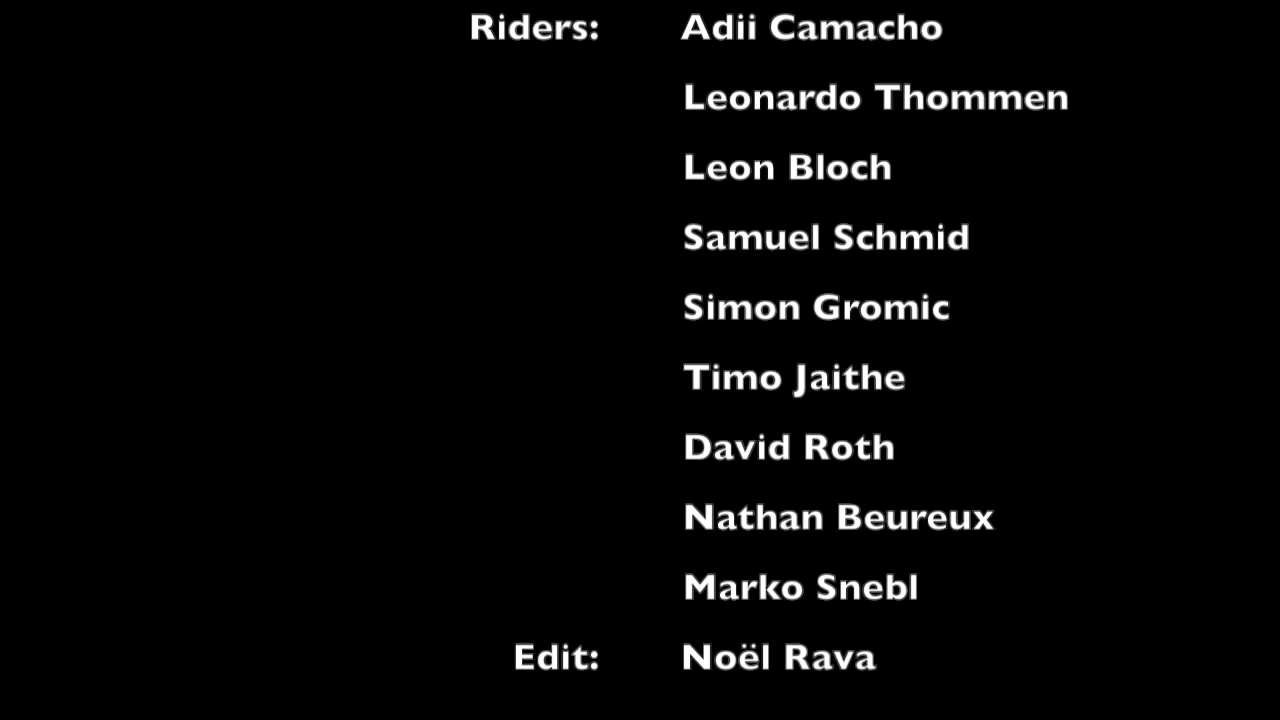 Riders: Adii Camacho
Leonardo Thommen
Leon Bloch
Samuel Schmid
Simon Gromic
Timo Jaithe
David Roth
Nathan Beureux
Marko Snebl
Edit: Noël Rava